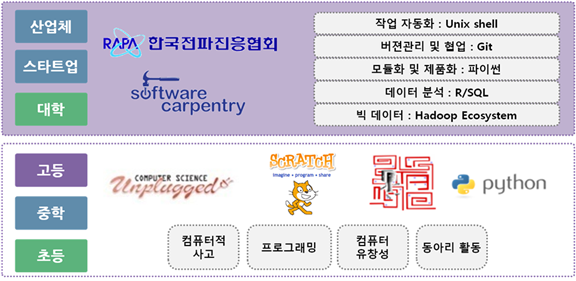 산업체
스타트업
대학
RAPA 한국전파진흥협회
software
carpentry
작업 자동화 : Unix shell
버젼관리 및 협업 : Git
모듈화 및 제품화 : 파이썬
데이터 분석 : R/SQL
빅 데이터 : Hadoop Ecosystem
고등
중학
초등
COMPUTER SCIENCE
Unplugged
SCRATCH
imagine • program • share
python
컴퓨터적
사고
프로그래밍
컴퓨터
유창성
동아리 활동